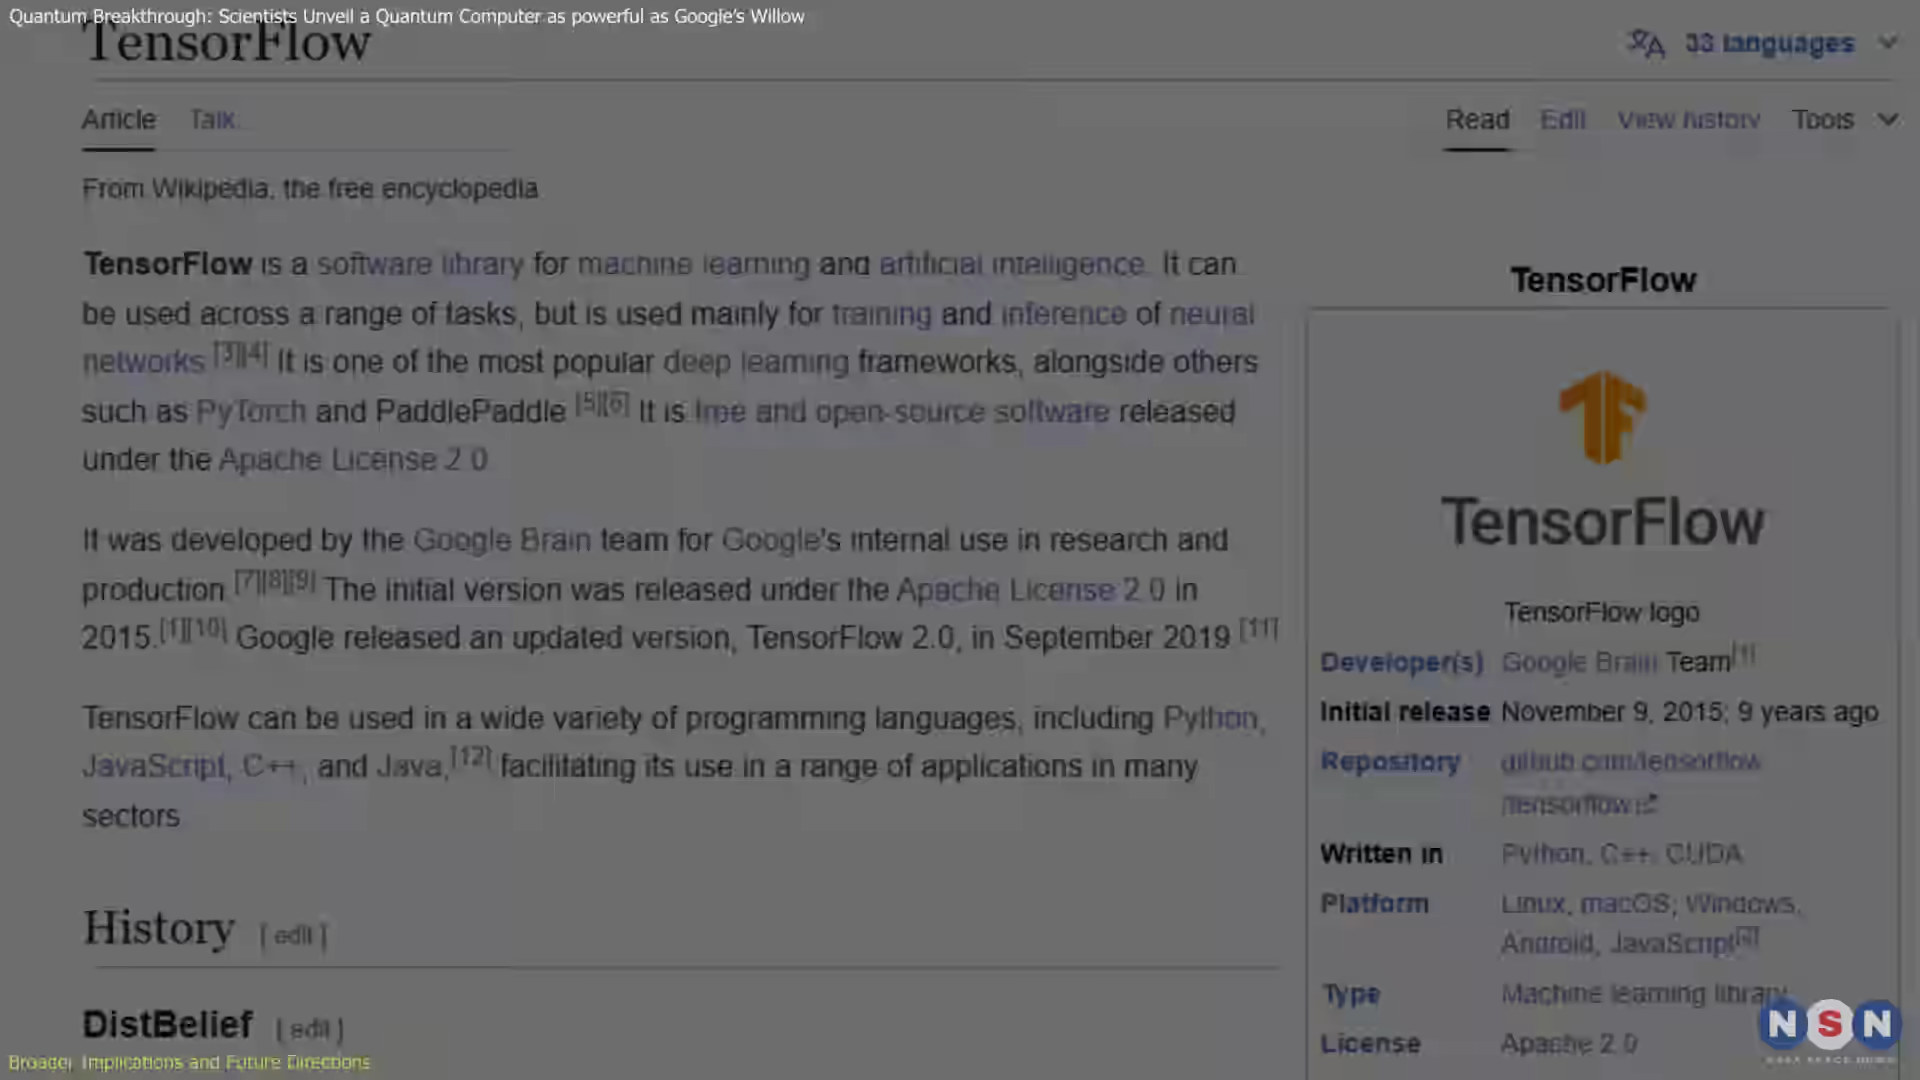 Quantum Breakthrough: Scientists Unveil a Quantum Computer as powerful as Google's Willow
TensorFlow
33 languages
Article Talk
Read Edit View history Tools
From Wikipedia, the free encyclopedia
TensorFlow is a software library for machine learning and artificial intelligence. It can
be used across a range of tasks, but is used mainly for training and inference of neural
networks.[3][4] It is one of the most popular deep learning frameworks, alongside others
such as PyTorch and PaddlePaddle.[5][6] It is free and open-source software released
under the Apache License 2.0.
It was developed by the Google Brain team for Google's internal use in research and
production.[7][8][9] The initial version was released under the Apache License 2.0 in
2015.[1][10] Google released an updated version, TensorFlow 2.0, in September 2019.[11]
TensorFlow can be used in a wide variety of programming languages, including Python,
JavaScript, C++, and Java,[12] facilitating its use in a range of applications in many
sectors.
History [ edit ]
DistBelief [ edit ]
TensorFlow
TensorFlow
TensorFlow logo
Developer(s) Google Brain Team[1]
Initial release November 9, 2015; 9 years ago
Repository github.com/tensorflow
/tensorflow
Written in Python, C++, CUDA
Platform Linux, macOS, Windows,
Android, JavaScript[2]
Type Machine learning library
License Apache 2.0
NSN
Broader Implications and Future Directions